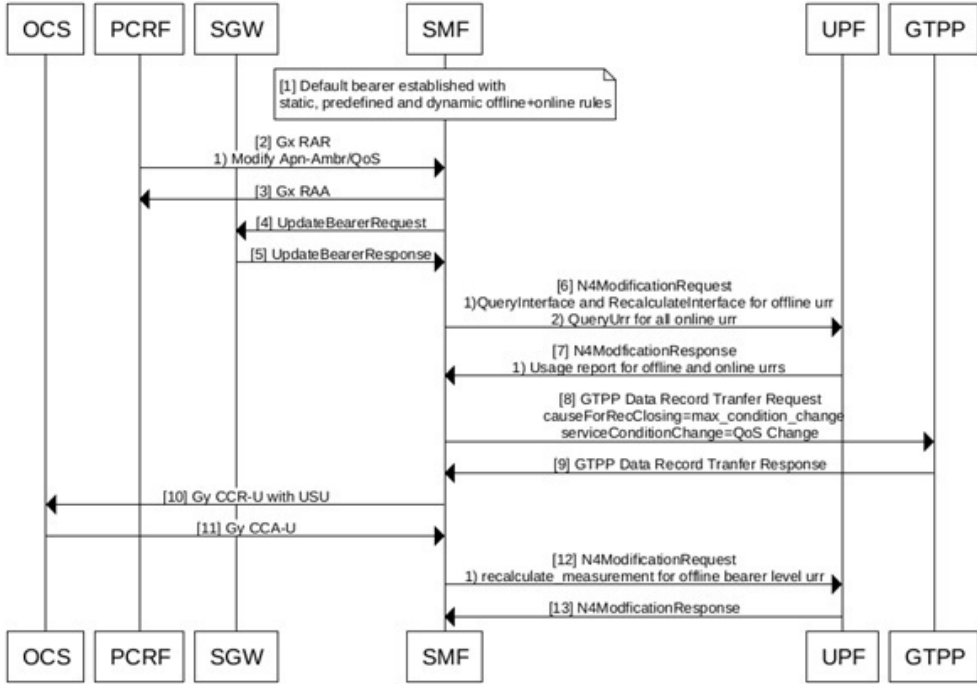 OCS PCRF SGW SMF UPF GTPP
[1] Default bearer established with
static, predefined and dynamic offline+online rules
[2] Gx RAR
1) Modify Apn-Ambr/QoS
[3] Gx RAA
[4] UpdateBearerRequest
[5] UpdateBearerResponse
[6] N4ModificationRequest
1)QueryInterface and RecalculateInterface for offline urr
2) QueryUrr for all online urr
[7] N4ModficationResponse
1) Usage report for offline and online urrs
[8] GTPP Data Record Tranfer Request
causeForRecClosing=max_condition_change
serviceConditionChange=QoS Change
[9] GTPP Data Record Tranfer Response
[10] Gy CCR-U with USU
[11] Gy CCA-U
[12] N4ModificationRequest
1) recalculate_measurement for offline bearer level urr
[13] N4ModficationResponse
OCS PCRF SGW SMF UPF GTPP